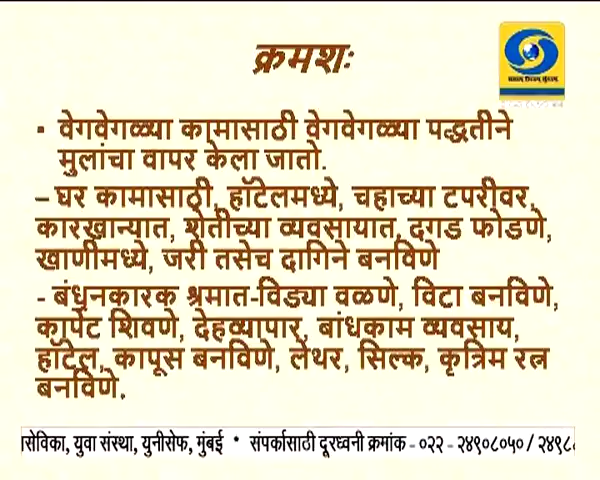 क्रमशः
▪ वेगवेगळ्या कामासाठी वेगवेगळ्या पद्धतीने
मुलांचा वापर केला जातो.
– घर कामासाठी, हॉटेलमध्ये, चहाच्या टपरीवर,
कारखान्यात, शेतीच्या व्यवसायात, दगड फोडणे,
खाणीमध्ये, जरी तसेच दागिने बनविणे
- बंधनकारक श्रमात-विड्या वळणे, विटा बनविणे,
कार्पेट शिवणे, देहव्यापार, बांधकाम व्यवसाय,
हॉटेल, कापूस बनविणे, लेथर, सिल्क, कृत्रिम रत्न
बनविणे.
सेविका, युवा संस्था, युनीसेफ, मुंबई * संपर्कासाठी दूरध्वनी क्रमांक - ०२२ - २४९०८०५० / २४९८